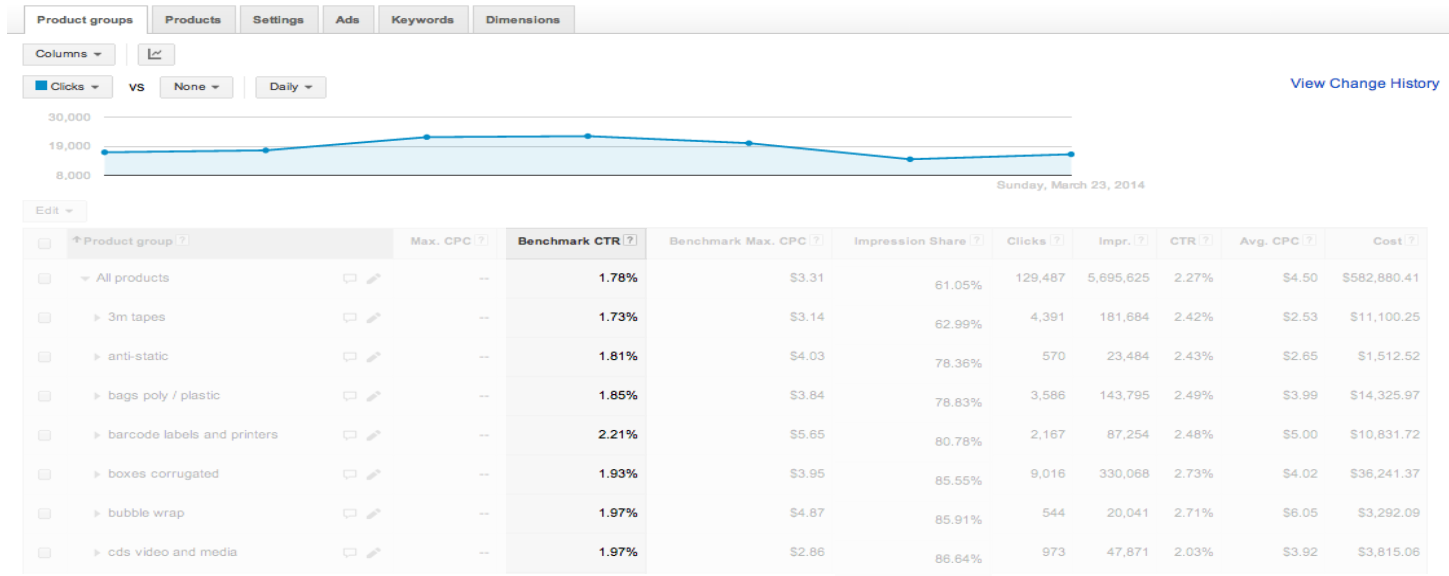 Product groups Products Settings Ads Keywords Dimensions
Columns
Clicks VS None Daily View Change History
30,000
19,000
8,000
Sunday, March 23, 2014
Edit
Product group ? Max. CPC ? Benchmark CTR ? Benchmark Max. CPC ? Impression Share ? Clicks ? Impr. ? CTR ? Avg. CPC ? Cost ?
All products -- 1.78% $3.31 61.05% 129,487 5,695,625 2.27% $4.50 $582,880.41
3m tapes -- 1.73% $3.14 62.99% 4,391 181,684 2.42% $2.53 $11,100.25
anti-static -- 1.81% $4.03 78.36% 570 23,484 2.43% $2.65 $1,512.52
bags poly / plastic -- 1.85% $3.84 78.83% 3,586 143,795 2.49% $3.99 $14,325.97
barcode labels and printers -- 2.21% $5.65 80.78% 2,167 87,254 2.48% $5.00 $10,831.72
boxes corrugated -- 1.93% $3.95 85.55% 9,016 330,068 2.73% $4.02 $36,241.37
bubble wrap -- 1.97% $4.87 85.91% 544 20,041 2.71% $6.05 $3,292.09
cds video and media -- 1.97% $2.86 86.64% 973 47,871 2.03% $3.92 $3,815.06